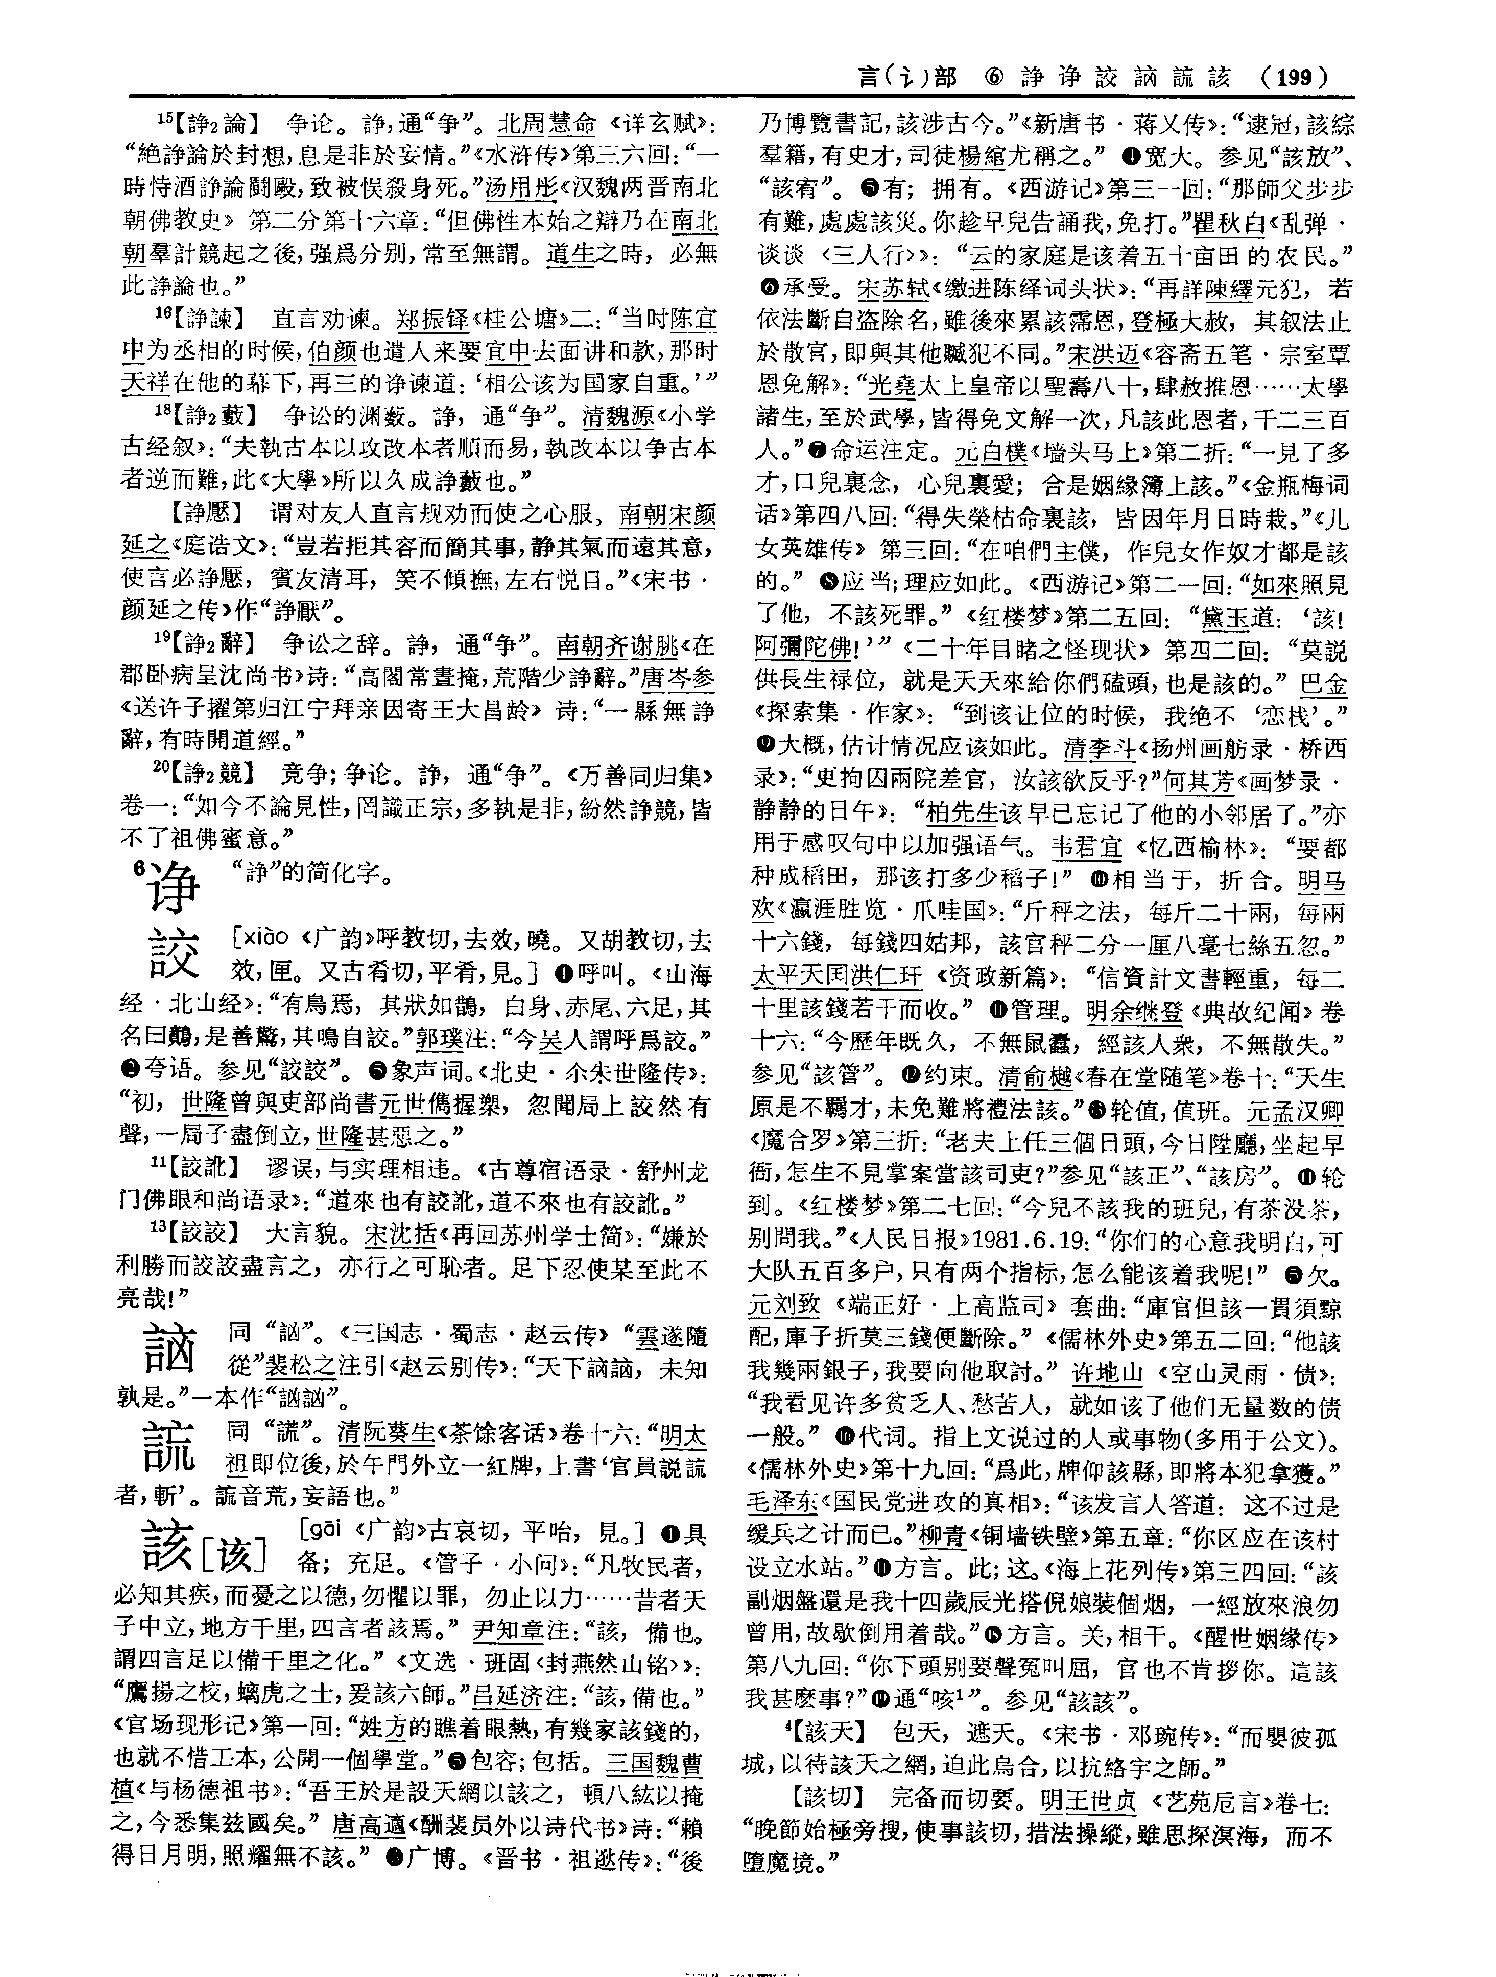 言(讠)部 ⑥ 諍 诤 詨 詾 詤 該 (199)
15【諍2論】 争论。諍,通“争”。北周慧命《详玄赋》:
“絶諍論於封想,息是非於妄情。”《水浒传》第三六回:“一
時恃酒諍論鬪毆,致被悮殺身死。”汤用彤《汉魏两晋南北
朝佛教史》第二分第十六章:“但佛性本始之辯乃在南北
朝羣計競起之後,强爲分别,常至無謂。道生之時,必無
此諍論也。”
16【諍諫】 直言劝谏。郑振铎《桂公塘》二:“当时陈宜
中为丞相的时候,伯颜也遣人来要宜中去面讲和款,那时
天祥在他的幕下,再三的诤谏道:‘相公该为国家自重。’”
18【諍2藪】 争讼的渊薮。諍,通“争”。清魏源《小学
古经叙》:“夫執古本以攻改本者順而易,執改本以争古本
者逆而難,此《大學》所以久成諍藪也。”
【諍懕】 谓对友人直言规劝而使之心服。南朝宋颜
延之《庭诰文》:“豈若拒其容而簡其事,静其氣而遠其意,
使言必諍懕,賓友清耳,笑不傾撫,左右悦目。”《宋书·
颜延之传》作“諍厭”。
19【諍2辭】 争讼之辞。諍,通“争”。南朝齐谢朓《在
郡卧病呈沈尚书》诗:“高閣常晝掩,荒階少諍辭。”唐岑参
《送许子擢第归江宁拜亲因寄王大昌龄》诗:“一縣無諍
辭,有時開道經。”
20【諍2競】 竞争;争论。諍,通“争”。《万善同归集》
卷一:“如今不論見性,罔識正宗,多執是非,紛然諍競,皆
不了祖佛蜜意。”
6诤 “諍”的简化字。
詨 [xiào《广韵》呼教切,去效,曉。又胡教切,去
效,匣。又古肴切,平肴,見。] ❶呼叫。《山海
经·北山经》:“有鳥焉,其狀如鵲,白身、赤尾、六足,其
名曰鷾,是善驚,其鳴自詨。”郭璞注:“今吴人謂呼爲詨。”
❷夸语。参见“詨詨”。❸象声词。《北史·尒朱世隆传》:
“初,世隆曾與吏部尚書元世儁握槊,忽聞局上詨然有
聲,一局子盡倒立,世隆甚惡之。”
11【詨訛】 谬误,与实理相违。《古尊宿语录·舒州龙
门佛眼和尚语录》:“道來也有詨訛,道不來也有詨訛。”
13【詨詨】 大言貌。宋沈括《再回苏州学士简》:“嫌於
利勝而詨詨盡言之,亦行之可恥者。足下忍使某至此不
亮哉!”
同“訩”。《三国志·蜀志·赵云传》“雲遂隨
從”裴松之注引《赵云别传》:“天下詾詾,未知
孰是。”一本作“訩訩”。
詤 同“謊”。清阮葵生《茶馀客话》卷十六:“明太
祖即位後,於午門外立一紅牌,上書‘官員説詤
者,斬’。詤音荒,妄語也。”
該[该] [gāi《广韵》古哀切,平咍,見。] ❶具
备;充足。《管子·小问》:“凡牧民者,
必知其疾,而憂之以德,勿懼以罪,勿止以力……昔者天
子中立,地方千里,四言者該焉。”尹知章注:“該,備也。
謂四言足以備千里之化。”《文选·班固〈封燕然山铭〉》:
“鷹揚之校,螭虎之士,爰該六師。”吕延济注:“該,備也。”
《官场现形记》第一回:“姓方的瞧着眼熱,有幾家該錢的,
也就不惜工本,公開一個學堂。”❷包容;包括。三国魏曹
植《与杨德祖书》:“吾王於是設天網以該之,頓八紘以掩
之,今悉集兹國矣。”唐高適《酬裴员外以诗代书》诗:“賴
得日月明,照耀無不該。” ❸广博。《晋书·祖逖传》:“後
乃博覽書記,該涉古今。”《新唐书·蒋乂传》:“逮冠,該綜
羣籍,有史才,司徒楊綰尤稱之。” ❹宽大。参见“該放”、
“該宥”。❺有;拥有。《西游记》第三一回:“那師父步步
有難,處處該災。你趁早兒告誦我,免打。”瞿秋白《乱弹·
谈谈〈三人行〉》:“云的家庭是该着五十亩田的农民。”
❻承受。宋苏轼《缴进陈绎词头状》:“再詳陳繹元犯,若
依法斷自盗除名,雖後來累該霈恩,登極大赦,其叙法止
於散官,即與其他贓犯不同。”宋洪迈《容斋五笔·宗室覃
恩免解》:“光堯太上皇帝以聖壽八十,肆赦推恩……太學
諸生,至於武學,皆得免文解一次,凡該此恩者,千二三百
人。”❼命运注定。元白樸《墙头马上》第二折:“一見了多
才,口兒裏念,心兒裏愛;合是姻緣簿上該。”《金瓶梅词
话》第四八回:“得失榮枯命裏該,皆因年月日時栽。”《儿
女英雄传》第三回:“在咱們主僕,作兒女作奴才都是該
的。” ❽应当;理应如此。《西游记》第二一回:“如來照見
了他,不該死罪。”《红楼梦》第二五回:“黛玉道:‘該!
阿彌陀佛!’”《二十年目睹之怪现状》第四二回:“莫説
供長生禄位,就是天天來給你們磕頭,也是該的。”巴金
《探索集·作家》:“到该让位的时候,我绝不‘恋栈’。”
❾大概,估计情况应该如此。清李斗《扬州画舫录·桥西
录》:“吏拘囚兩院差官,汝該欲反乎?”何其芳《画梦录·
静静的日午》:“柏先生该早已忘记了他的小邻居了。”亦
用于感叹句中以加强语气。韦君宜《忆西榆林》:“要都
种成稻田,那该打多少稻子!” ❿相当于,折合。明马
欢《瀛涯胜览·爪哇国》:“斤秤之法,每斤二十兩,每兩
十六錢,每錢四姑邦,該官秤二分一厘八毫七絲五忽。”
太平天国洪仁玕《资政新篇》:“信資計文書輕重,每二
十里該錢若干而收。” ⓫管理。明余继登《典故纪闻》卷
十六:“今歷年既久,不無鼠蠹,經該人衆,不無散失。”
参见“該管”。⓬约束。清俞樾《春在堂随笔》卷十:“天生
原是不羈才,未免難將禮法該。”⓭轮值,值班。元孟汉卿
《魔合罗》第三折:“老夫上任三個日頭,今日陞廳,坐起早
衙,怎生不見掌案當該司吏?”参见“該正”、“該房”。⓮轮
到。《红楼梦》第二七回:“今兒不該我的班兒,有茶没茶,
别問我。”《人民日报》1981.6.19:“你们的心意我明白,可
大队五百多户,只有两个指标,怎么能该着我呢!” ⓯欠。
元刘致《端正好·上高监司》套曲:“庫官但該一貫須黥
配,庫子折莫三錢便斷除。”《儒林外史》第五二回:“他該
我幾兩銀子,我要向他取討。”许地山《空山灵雨·债》:
“我看见许多贫乏人、愁苦人,就如该了他们无量数的债
一般。” ⓰代词。指上文说过的人或事物(多用于公文)。
《儒林外史》第十九回:“爲此,牌仰該縣,即將本犯拿獲。”
毛泽东《国民党进攻的真相》:“该发言人答道:这不过是
缓兵之计而已。”柳青《铜墙铁壁》第五章:“你区应在该村
设立水站。”⓱方言。此;这。《海上花列传》第三四回:“該
副烟盤還是我十四歲辰光搭倪娘裝個烟,一經放來浪勿
曾用,故歇倒用着哉。”⓲方言。关,相干。《醒世姻缘传》
第八九回:“你下頭别要聲冤叫屈,官也不肯拶你。這該
我甚麽事?”⓳通“咳1”。参见“該該”。
4【該天】 包天,遮天。《宋书·邓琬传》:“而嬰彼孤
城,以待該天之網,迫此烏合,以抗絡宇之師。”
【該切】 完备而切要。明王世贞《艺苑卮言》卷七:
“晚節始極旁搜,使事該切,措法操縱,雖思探溟海,而不
墮魔境。”